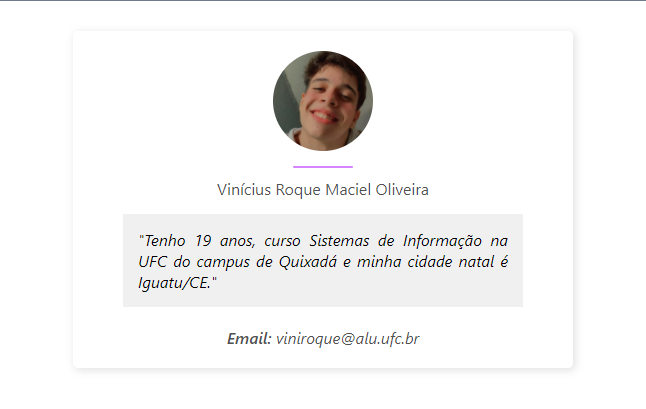 Vinícius Roque Maciel Oliveira
"Tenho 19 anos, curso Sistemas de Informação na
UFC do campus de Quixadá e minha cidade natal é
Iguatu/CE."
Email: viniroque@alu.ufc.br